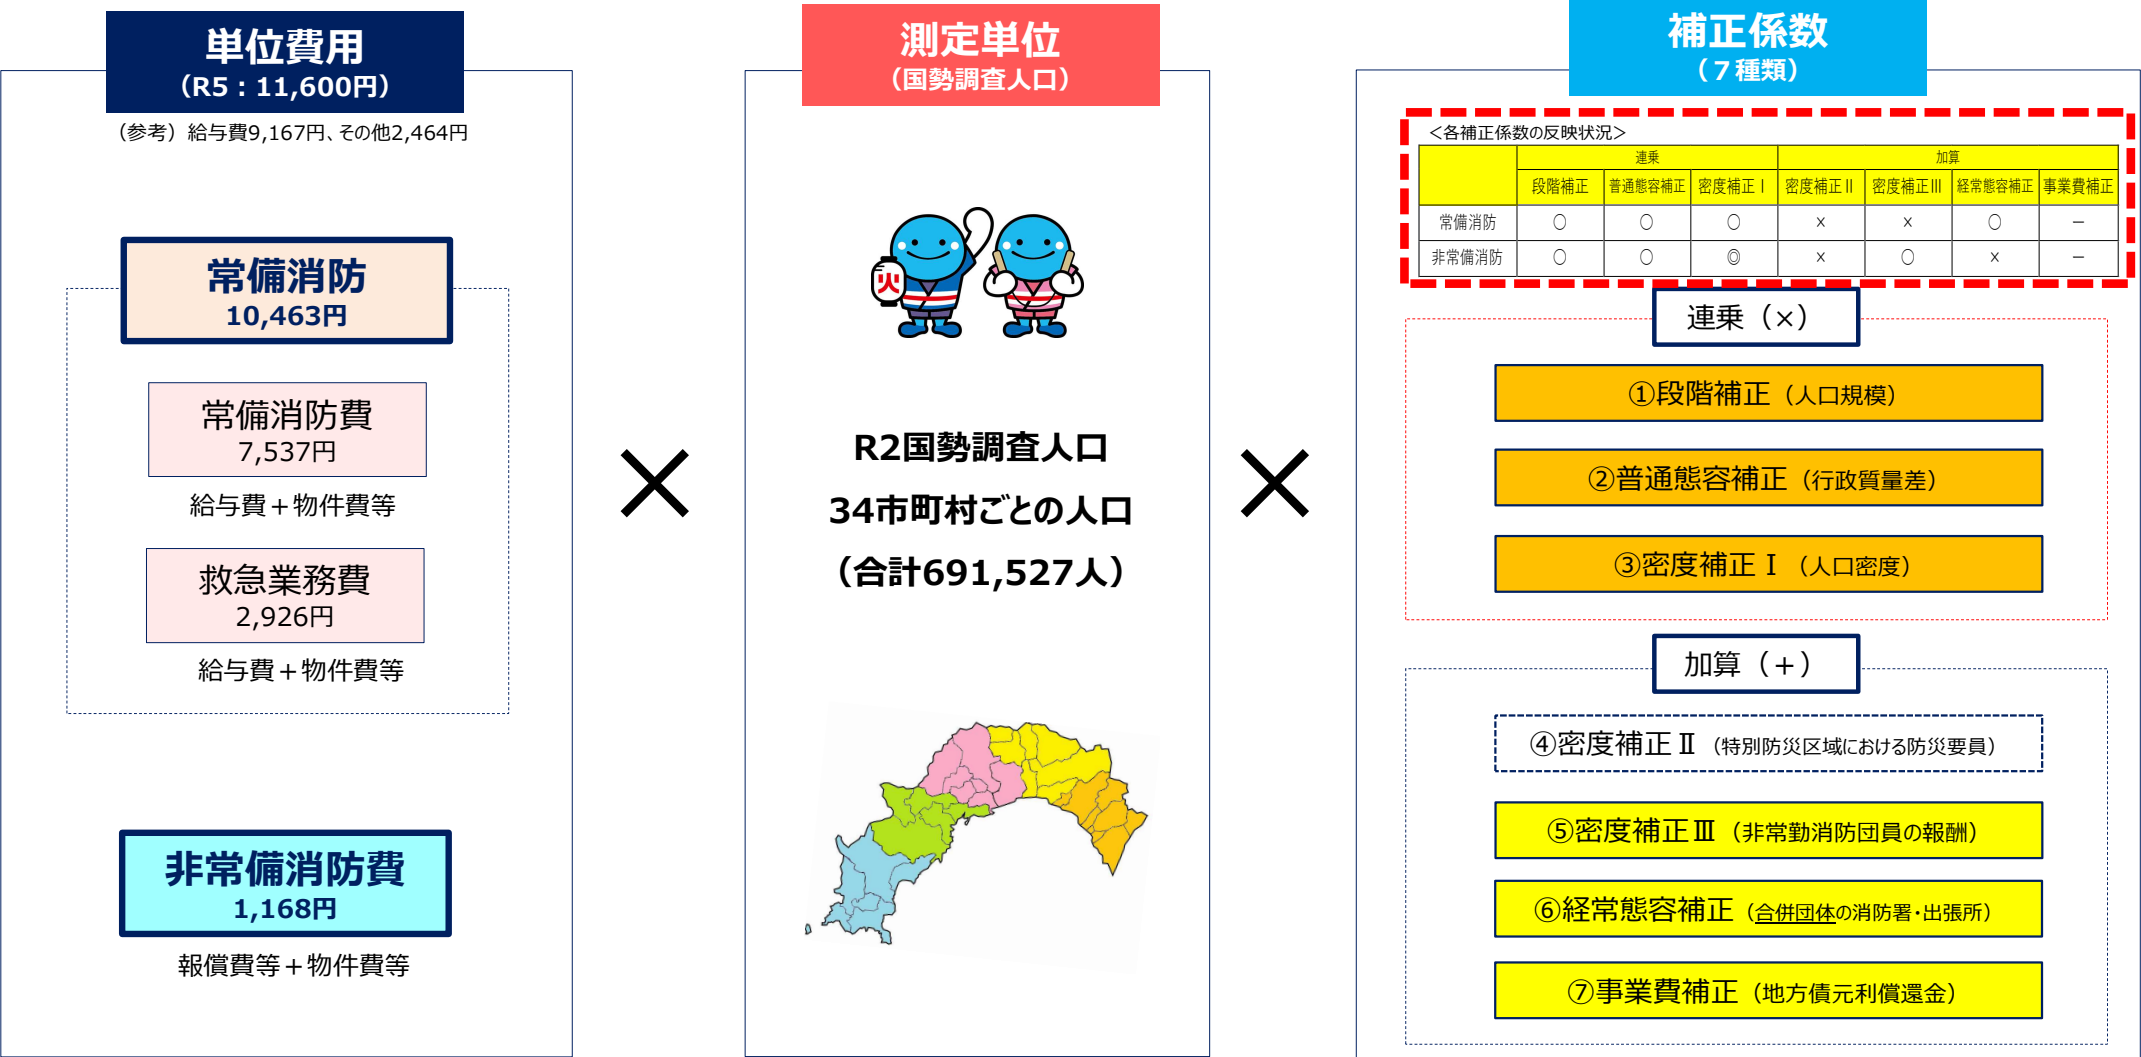 単位費用
（R5：11,600円）
（参考）給与費9,167円、その他2,464円
常備消防
10,463円
常備消防費
7,537円
給与費＋物件費等
救急業務費
2,926円
給与費＋物件費等
非常備消防費
1,168円
報償費等＋物件費等
×
測定単位
（国勢調査人口）
火
R2国勢調査人口
34市町村ごとの人口
（合計691,527人）
×
補正係数
（７種類）
＜各補正係数の反映状況＞
連乗 加算
段階補正 普通態容補正 密度補正Ⅰ 密度補正Ⅱ 密度補正Ⅲ 経常態容補正 事業費補正
常備消防 ○ ○ ○ × × ○ －
非常備消防 ○ ○ ◎ × ○ × －
連乗（×）
①段階補正（人口規模）
②普通態容補正（行政質量差）
③密度補正Ⅰ（人口密度）
加算（＋）
④密度補正Ⅱ（特別防災区域における防災要員）
⑤密度補正Ⅲ（非常勤消防団員の報酬）
⑥経常態容補正（合併団体の消防署・出張所）
⑦事業費補正（地方債元利償還金）